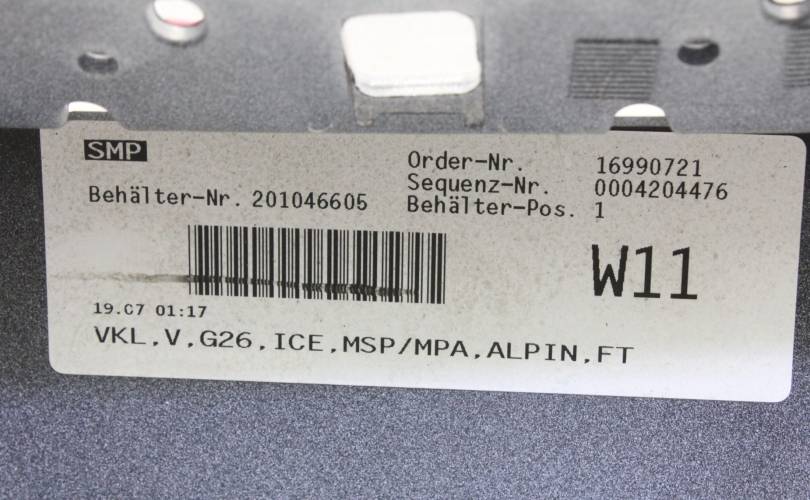 SMP
Order-Nr. 16990721
Sequenz-Nr. 0004204476
Behälter-Nr. 201046605 Behälter-Pos. 1
W11
19.07 01:17
VKL,V,G26,ICE,MSP/MPA,ALPIN,FT